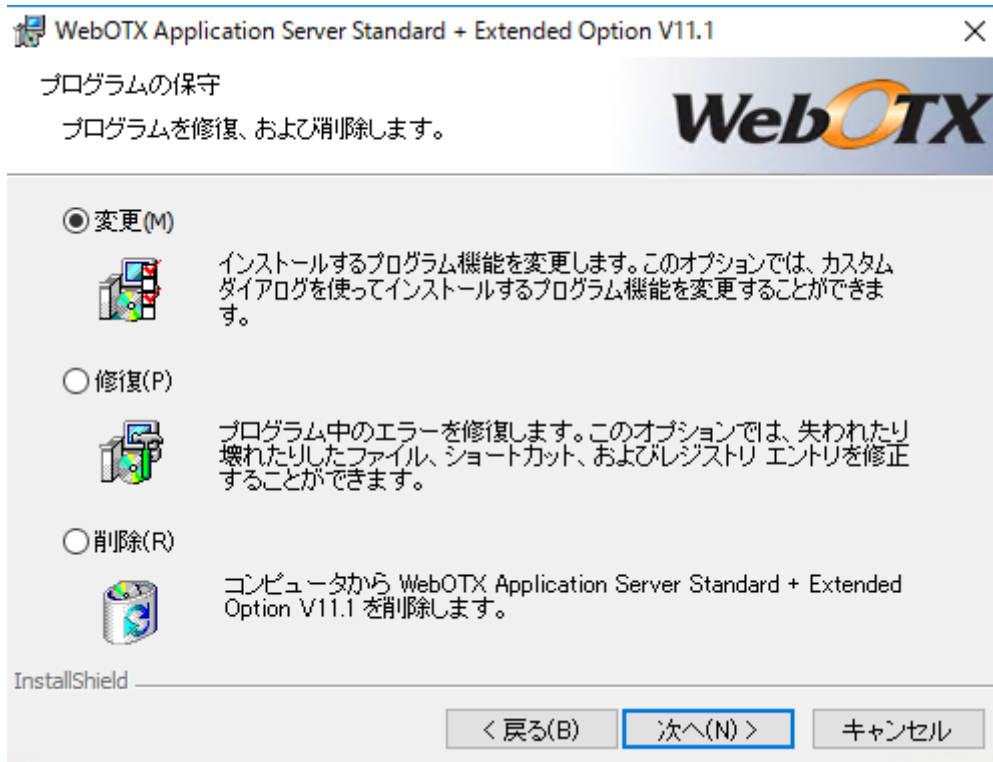 WebOTX Application Server Standard + Extended Option V11.1
プログラムの保守
プログラムを修復、および削除します。
WebOTX
変更(M)
インストールするプログラム機能を変更します。このオプションでは、カスタム
ダイアログを使ってインストールするプログラム機能を変更することができま
す。
修復(P)
プログラム中のエラーを修復します。このオプションでは、失われたり
壊れたりしたファイル、ショートカット、およびレジストリ エントリを修正
することができます。
削除(R)
コンピュータから WebOTX Application Server Standard + Extended
Option V11.1 を削除します。
InstallShield
< 戻る(B)
次へ(N) >
キャンセル